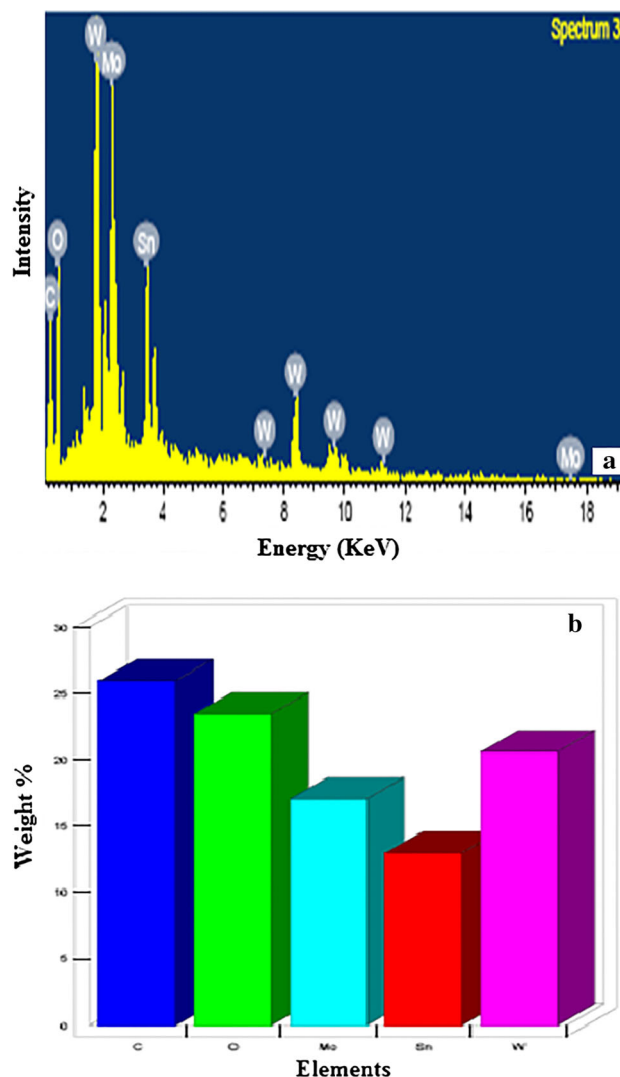 Spectrum 3
W
Mo
O
Sn
C
W
W
W
W
Mo
a
Intensity
2 4 6 8 10 12 14 16 18
Energy (KeV)
b
30
25
20
15
10
5
0
Weight %
C O Mo Sn W
Elements